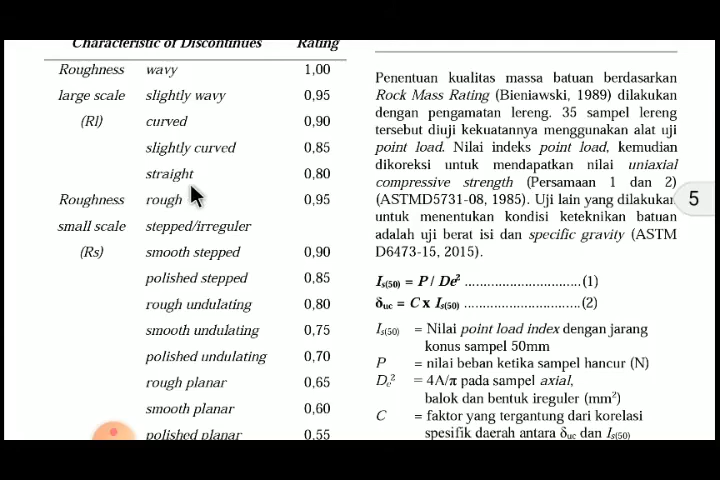 Characteristic of Discontinues Rating
Roughness wavy 1,00
large scale slightly wavy 0,95
(Rl) curved 0,90
slightly curved 0,85
straight 0,80
Roughness rough 0,95
small scale stepped/irreguler
(Rs) smooth stepped 0,90
polished stepped 0,85
rough undulating 0,80
smooth undulating 0,75
polished undulating 0,70
rough planar 0,65
smooth planar 0,60
polished planar 0,55
Penentuan kualitas massa batuan berdasarkan
Rock Mass Rating (Bieniawski, 1989) dilakukan
dengan pengamatan lereng. 35 sampel lereng
tersebut diuji kekuatannya menggunakan alat uji
point load. Nilai indeks point load, kemudian
dikoreksi untuk mendapatkan nilai uniaxial
compressive strength (Persamaan 1 dan 2)
(ASTMD5731-08, 1985). Uji lain yang dilakukan
untuk menentukan kondisi keteknikan batuan
adalah uji berat isi dan specific gravity (ASTM
D6473-15, 2015).
Is(50) = P / De² ..............................(1)
δuc = C x Is(50) ..............................(2)
Is(50) = Nilai point load index dengan jarang
konus sampel 50mm
P = nilai beban ketika sampel hancur (N)
De² = 4A/π pada sampel axial,
balok dan bentuk ireguler (mm²)
C = faktor yang tergantung dari korelasi
spesifik daerah antara δuc dan Is(50)
5